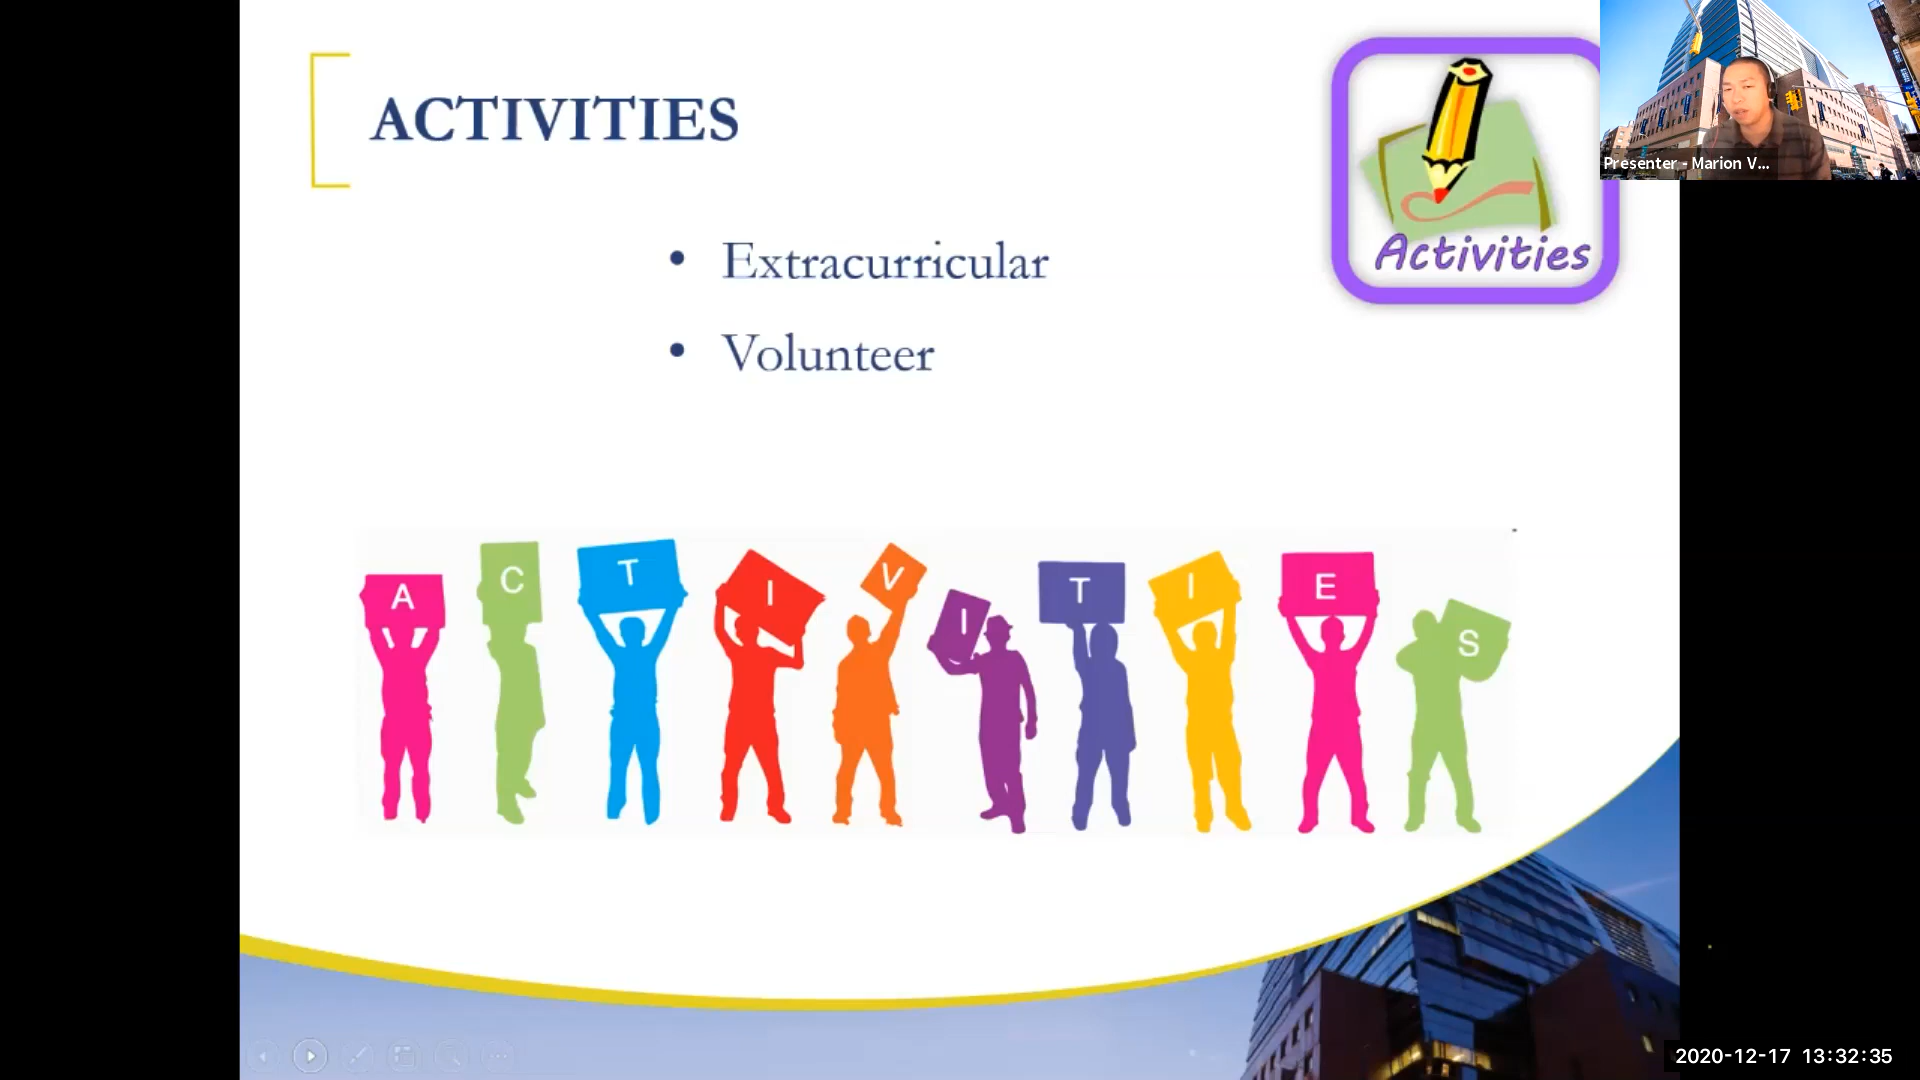 ACTIVITIES
• Extracurricular
• Volunteer
Activities
Presenter - Marion V...
A C T I V I T I E S
2020-12-17 13:32:35